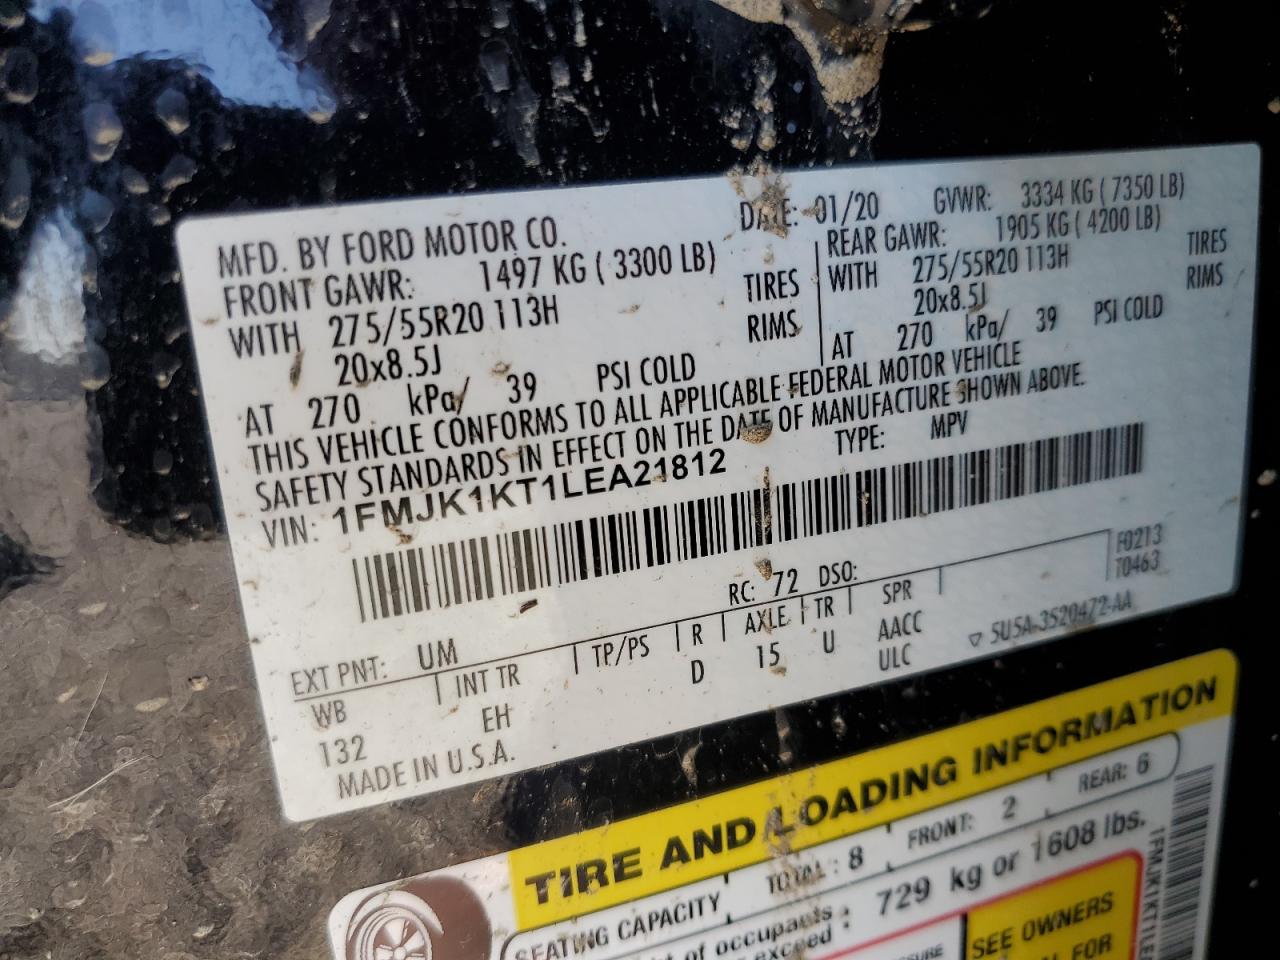 MFD. BY FORD MOTOR CO. DATE: 01/20 GVWR: 3334 KG ( 7350 LB)
FRONT GAWR: 1497 KG ( 3300 LB) REAR GAWR: 1905 KG ( 4200 LB)
WITH 275/55R20 113H TIRES WITH 275/55R20 113H TIRES
20x8.5J RIMS 20x8.5J RIMS
AT 270 kPa/ 39 PSI COLD AT 270 kPa/ 39 PSI COLD
THIS VEHICLE CONFORMS TO ALL APPLICABLE FEDERAL MOTOR VEHICLE
SAFETY STANDARDS IN EFFECT ON THE DATE OF MANUFACTURE SHOWN ABOVE.
VIN: 1FMJK1KT1LEA21812 TYPE: MPV
F0213
T0463
RC: 72 DSO:
EXT PNT: UM
WB INT TR TP/PS R AXLE TR SPR
132 EH D 15 U AACC
ULC
5U5A-3520472-AA
MADE IN U.S.A.
TIRE AND LOADING INFORMATION
SEATING CAPACITY TOTAL: 8 FRONT: 2 REAR: 6
of occupants
exceed : 729 kg or 1608 lbs.
SEE OWNERS
FOR
1FMJK1KT1LE